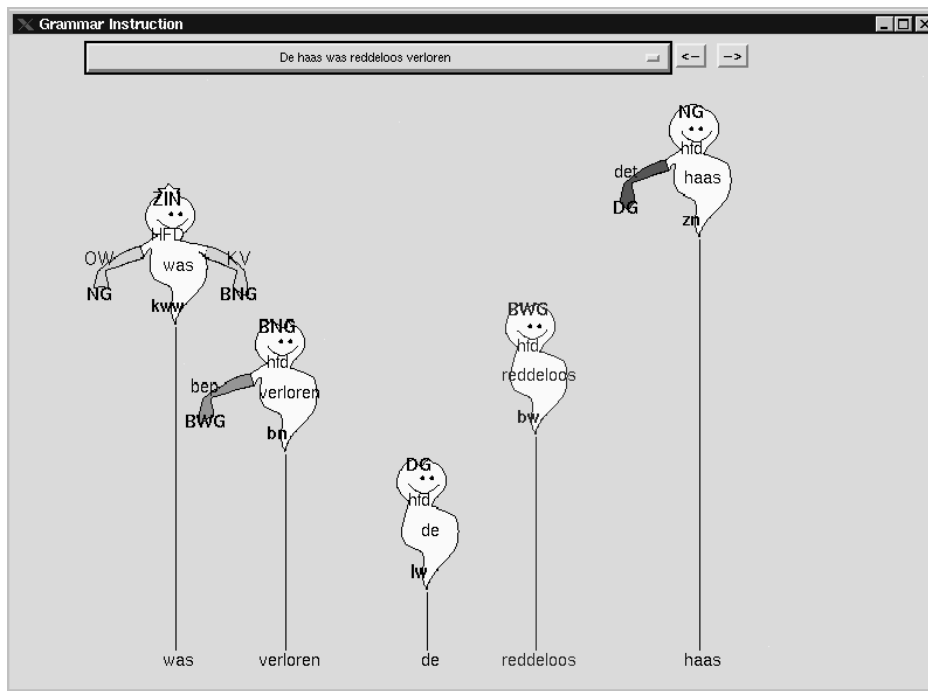 Grammar Instruction
De haas was reddeloos verloren
<-
->
NG
hfd
det
haas
DG
zn
ZIN
HFD
OW
KV
was
NG
BNG
kww
BNG
hfd
bep
verloren
BWG
bn
BWG
hfd
reddeloos
bw
DG
hfd
de
lw
was verloren de reddeloos haas